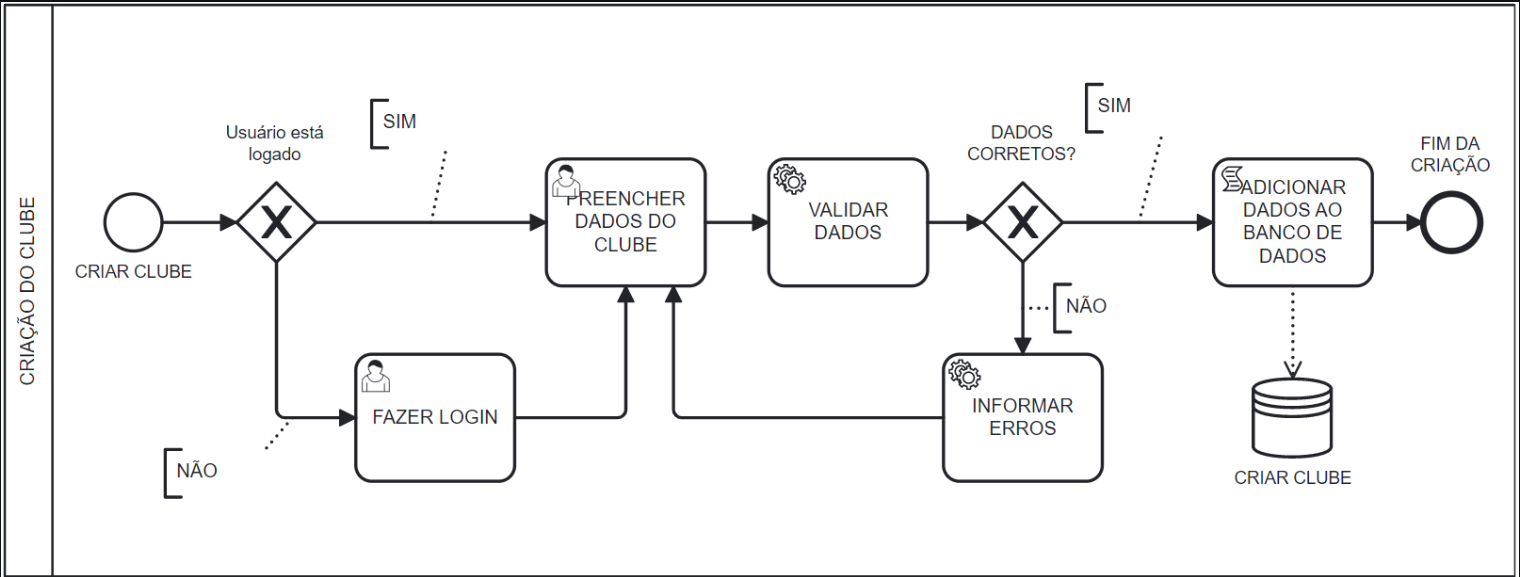 CRIAÇÃO DO CLUBE
CRIAR CLUBE
Usuário está
logado
SIM
NÃO
FAZER LOGIN
PREENCHER
DADOS DO
CLUBE
VALIDAR
DADOS
DADOS
CORRETOS?
SIM
NÃO
INFORMAR
ERROS
ADICIONAR
DADOS AO
BANCO DE
DADOS
CRIAR CLUBE
FIM DA
CRIAÇÃO